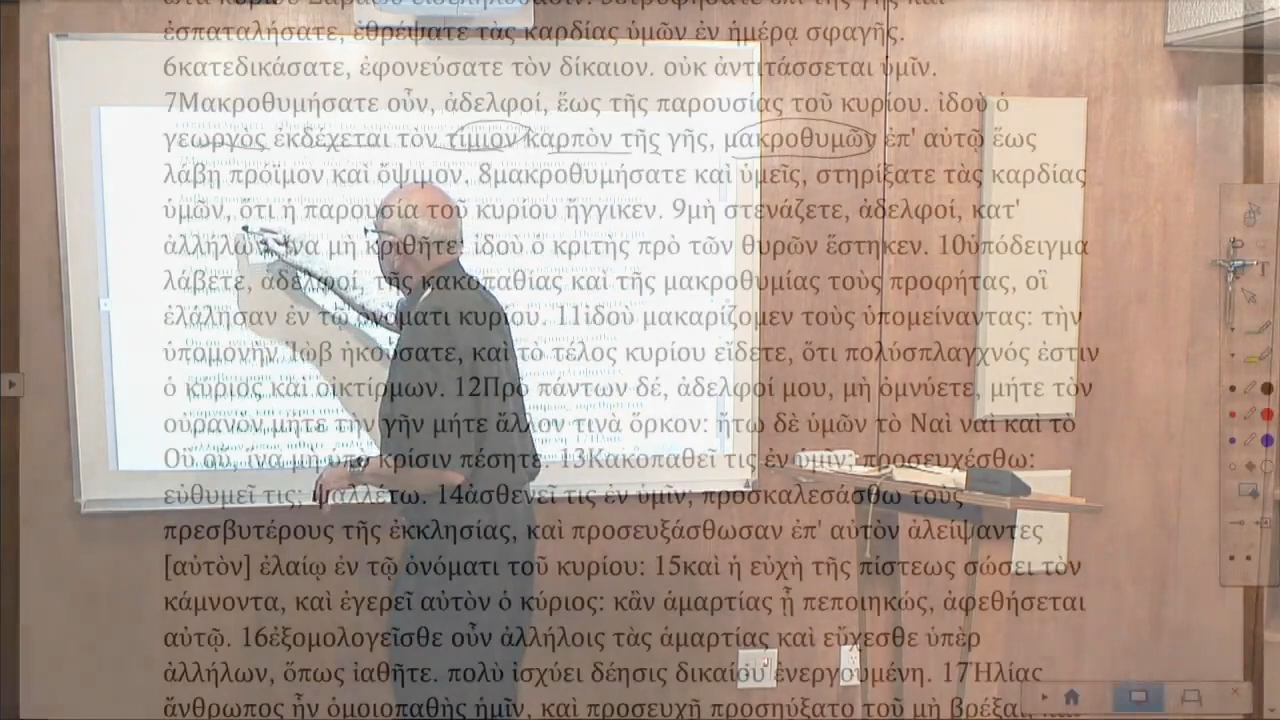 ὦτα κυρίου Σαβαὼθ εἰσεληλύθασιν. 5ἐτρυφήσατε ἐπὶ τῆς γῆς καὶ
ἐσπαταλήσατε, ἐθρέψατε τὰς καρδίας ὑμῶν ἐν ἡμέρᾳ σφαγῆς.
6κατεδικάσατε, ἐφονεύσατε τὸν δίκαιον. οὐκ ἀντιτάσσεται ὑμῖν.
7Μακροθυμήσατε οὖν, ἀδελφοί, ἕως τῆς παρουσίας τοῦ κυρίου. ἰδοὺ ὁ
γεωργὸς ἐκδέχεται τὸν τίμιον καρπὸν τῆς γῆς, μακροθυμῶν ἐπ' αὐτῷ ἕως
λάβῃ πρόϊμον καὶ ὄψιμον. 8μακροθυμήσατε καὶ ὑμεῖς, στηρίξατε τὰς καρδίας
ὑμῶν, ὅτι ἡ παρουσία τοῦ κυρίου ἤγγικεν. 9μὴ στενάζετε, ἀδελφοί, κατ'
ἀλλήλων, ἵνα μὴ κριθῆτε: ἰδοὺ ὁ κριτὴς πρὸ τῶν θυρῶν ἕστηκεν. 10ὑπόδειγμα
λάβετε, ἀδελφοί, τῆς κακοπαθίας καὶ τῆς μακροθυμίας τοὺς προφήτας, οἳ
ἐλάλησαν ἐν τῷ ὀνόματι κυρίου. 11ἰδοὺ μακαρίζομεν τοὺς ὑπομείναντας: τὴν
ὑπομονὴν Ἰὼβ ἠκούσατε, καὶ τὸ τέλος κυρίου εἴδετε, ὅτι πολύσπλαγχνός ἐστιν
ὁ κύριος καὶ οἰκτίρμων. 12Πρὸ πάντων δέ, ἀδελφοί μου, μὴ ὀμνύετε, μήτε τὸν
οὐρανὸν μήτε τὴν γῆν μήτε ἄλλον τινὰ ὅρκον: ἤτω δὲ ὑμῶν τὸ Ναὶ ναὶ καὶ τὸ
Οὒ οὔ, ἵνα μὴ ὑπὸ κρίσιν πέσητε. 13Κακοπαθεῖ τις ἐν ὑμῖν; προσευχέσθω:
εὐθυμεῖ τις; ψαλλέτω. 14ἀσθενεῖ τις ἐν ὑμῖν; προσκαλεσάσθω τοὺς
πρεσβυτέρους τῆς ἐκκλησίας, καὶ προσευξάσθωσαν ἐπ' αὐτὸν ἀλείψαντες
[αὐτὸν] ἐλαίῳ ἐν τῷ ὀνόματι τοῦ κυρίου: 15καὶ ἡ εὐχὴ τῆς πίστεως σώσει τὸν
κάμνοντα, καὶ ἐγερεῖ αὐτὸν ὁ κύριος: κἂν ἁμαρτίας ᾖ πεποιηκώς, ἀφεθήσεται
αὐτῷ. 16ἐξομολογεῖσθε οὖν ἀλλήλοις τὰς ἁμαρτίας καὶ εὔχεσθε ὑπὲρ
ἀλλήλων, ὅπως ἰαθῆτε. πολὺ ἰσχύει δέησις δικαίου ἐνεργουμένη. 17Ἠλίας
ἄνθρωπος ἦν ὁμοιοπαθὴς ἡμῖν, καὶ προσευχῇ προσηύξατο τοῦ μὴ βρέξαι,